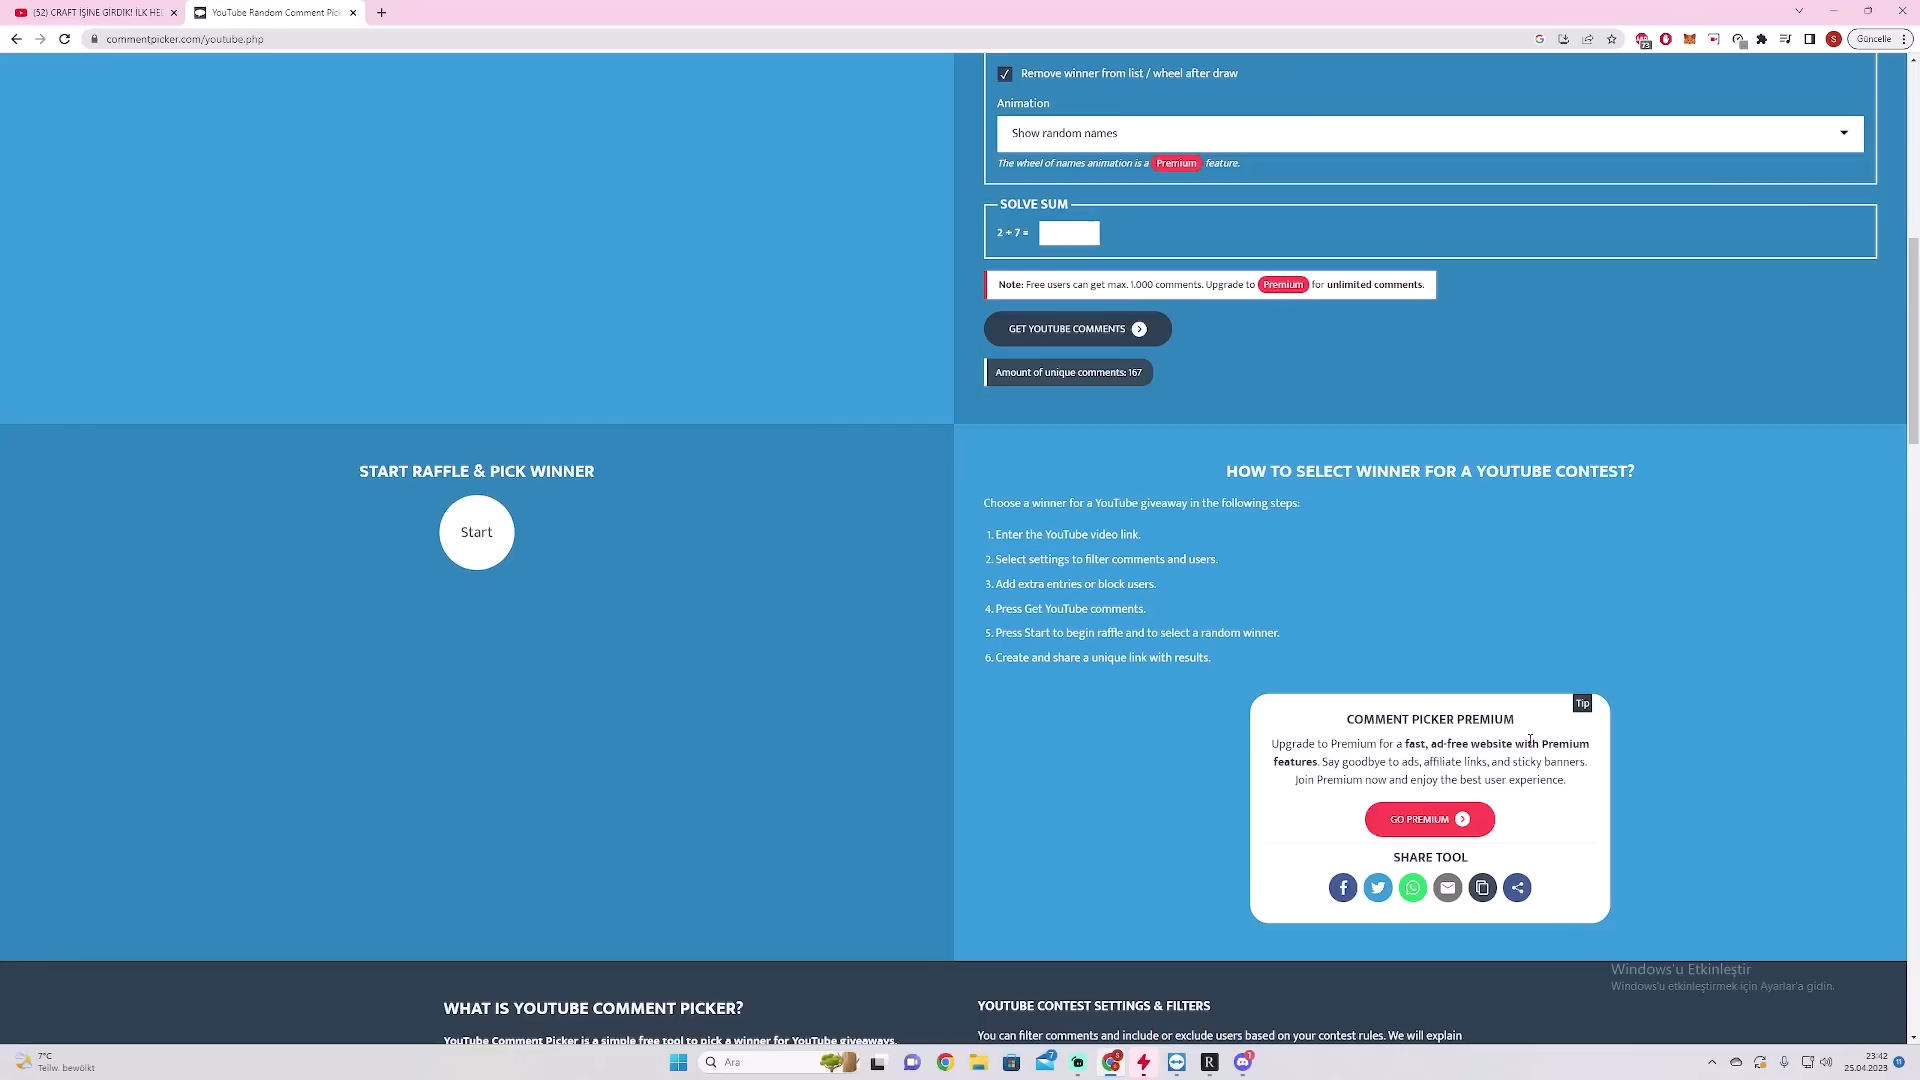 (52) CRAFT İŞİNE GİRDİK! İLK HE
YouTube Random Comment Pick
commentpicker.com/youtube.php
73
S
Güncelle
Remove winner from list / wheel after draw
Animation
Show random names
The wheel of names animation is a Premium feature.
SOLVE SUM
2 + 7 =
Note: Free users can get max. 1.000 comments. Upgrade to Premium for unlimited comments.
GET YOUTUBE COMMENTS
Amount of unique comments: 167
START RAFFLE & PICK WINNER
Start
HOW TO SELECT WINNER FOR A YOUTUBE CONTEST?
Choose a winner for a YouTube giveaway in the following steps:
1. Enter the YouTube video link.
2. Select settings to filter comments and users.
3. Add extra entries or block users.
4. Press Get YouTube comments.
5. Press Start to begin raffle and to select a random winner.
6. Create and share a unique link with results.
Tip
COMMENT PICKER PREMIUM
Upgrade to Premium for a fast, ad-free website with Premium
features. Say goodbye to ads, affiliate links, and sticky banners.
Join Premium now and enjoy the best user experience.
GO PREMIUM
SHARE TOOL
Windows'u Etkinleştir
Windows'u etkinleştirmek için Ayarlar'a gidin.
WHAT IS YOUTUBE COMMENT PICKER?
YouTube Comment Picker is a simple free tool to pick a winner for YouTube giveaways.
YOUTUBE CONTEST SETTINGS & FILTERS
You can filter comments and include or exclude users based on your contest rules. We will explain
7°C
Teilw. bewölkt
Ara
23:42
25.04.2023